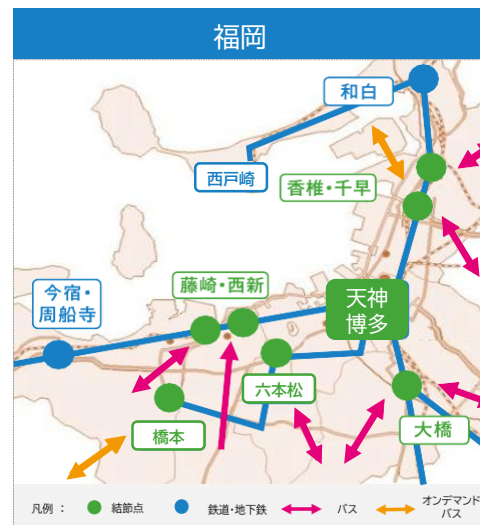 福岡
和白
西戸崎
香椎・千早
今宿・
周船寺
藤崎・西新
天神
博多
六本松
橋本
大橋
凡例 ：
結節点
鉄道・地下鉄
バス
オンデマンド
バス